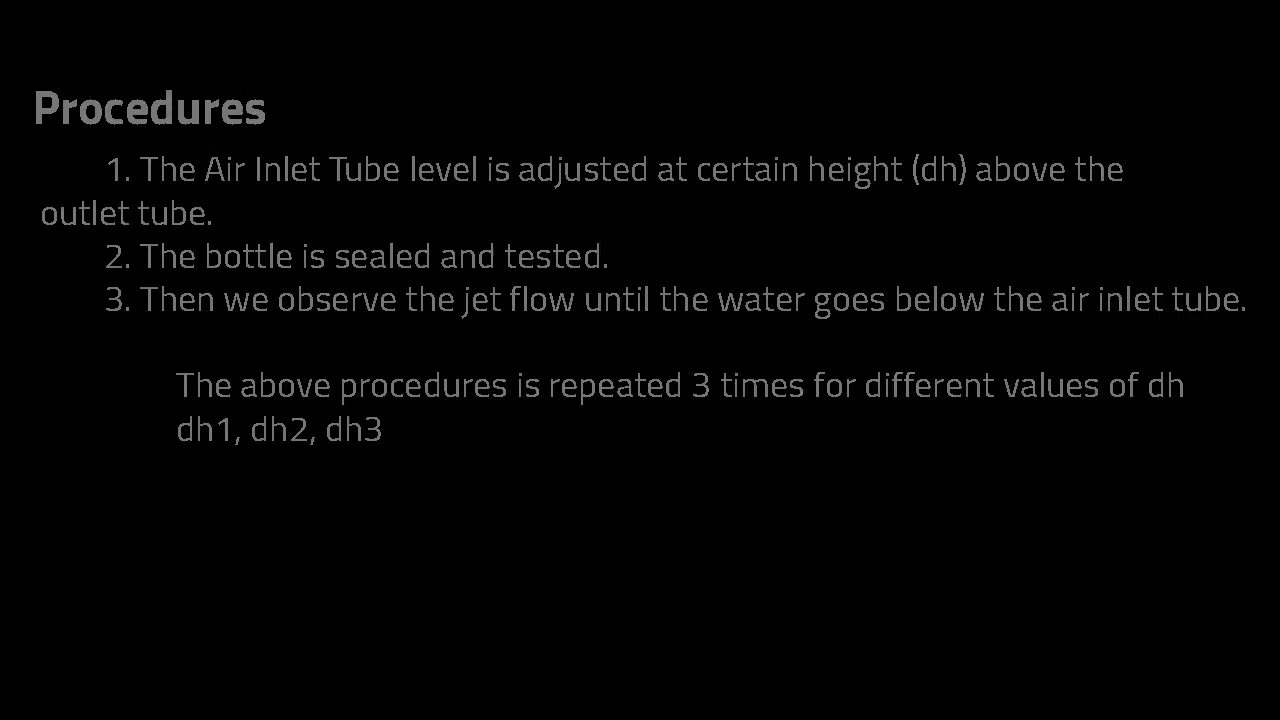 Procedures
1. The Air Inlet Tube level is adjusted at certain height (dh) above the
outlet tube.
2. The bottle is sealed and tested.
3. Then we observe the jet flow until the water goes below the air inlet tube.
The above procedures is repeated 3 times for different values of dh
dh1, dh2, dh3